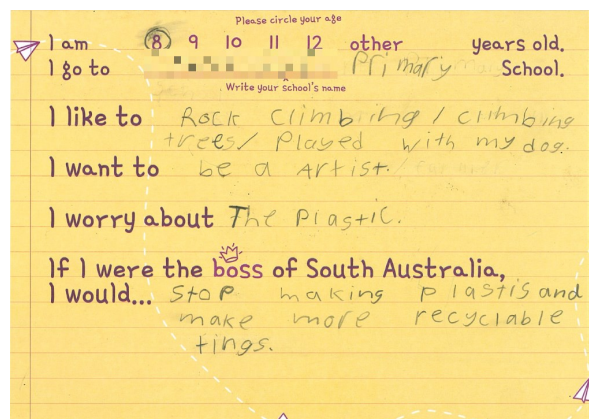 Please circle your age
I am 8 9 10 11 12 other years old.
I go to Primary School.
Write your school's name
I like to Rock Climbing / climbing
trees/ Played with my dog.
I want to be a Artist.
I worry about The Plastic.
If I were the boss of South Australia,
I would... Stop making plastis and
make more recyclable
tings.